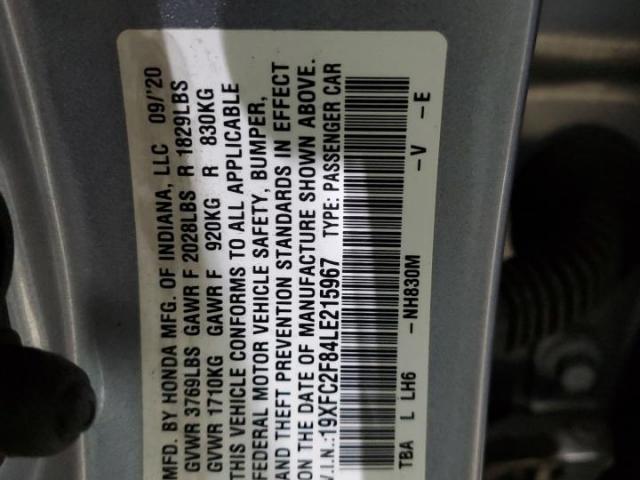 MFD. BY HONDA MFG. OF INDIANA, LLC 09/'20
GVWR 3769LBS GAWR F 2028LBS R 1829LBS
GVWR 1710KG GAWR F 920KG R 830KG
THIS VEHICLE CONFORMS TO ALL APPLICABLE
FEDERAL MOTOR VEHICLE SAFETY, BUMPER,
AND THEFT PREVENTION STANDARDS IN EFFECT
ON THE DATE OF MANUFACTURE SHOWN ABOVE.
V.I.N.:19XFC2F84LE215967 TYPE: PASSENGER CAR
TBA L LH6 -NH830M -V -E